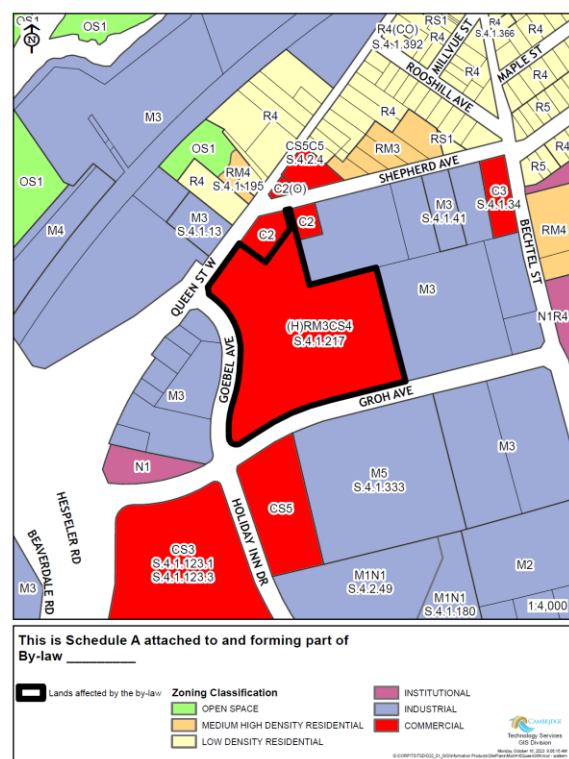 OS1
N
R4(CO)
S.4.1.392
RS1
R4
R4
S.4.1.366
MILLVUE ST
MAPLE ST
ROOSHILL AVE
R4
R4
M3
R4
R4
R5
OS1
CS5C5
S.4.2.4
RM3
RS1
OS1
RM4
S.4.1.195
R4
C2(O)
SHEPHERD AVE
R5
R4
M3
S.4.1.13
C2
C2
M3
S.4.1.41
C3
S.4.1.34
M4
RM4
QUEEN ST W
BECHTEL ST
M3
(H)RM3CS4
S.4.1.217
N1R4
GOEBEL AVE
M3
GROH AVE
N1
M5
S.4.1.333
M3
HESPELER RD
BEAVERDALE RD
HOLIDAY INN DR
CS5
CS3
S.4.1.123.1
S.4.1.123.3
M2
M3
M1N1
S.4.2.49
M1N1
S.4.1.180
1:4,000
This is Schedule A attached to and forming part of
By-law _________
Lands affected by the by-law
Zoning Classification
OPEN SPACE
MEDIUM HIGH DENSITY RESIDENTIAL
LOW DENSITY RESIDENTIAL
INSTITUTIONAL
INDUSTRIAL
COMMERCIAL
CAMBRIDGE
Technology Services
GIS Division